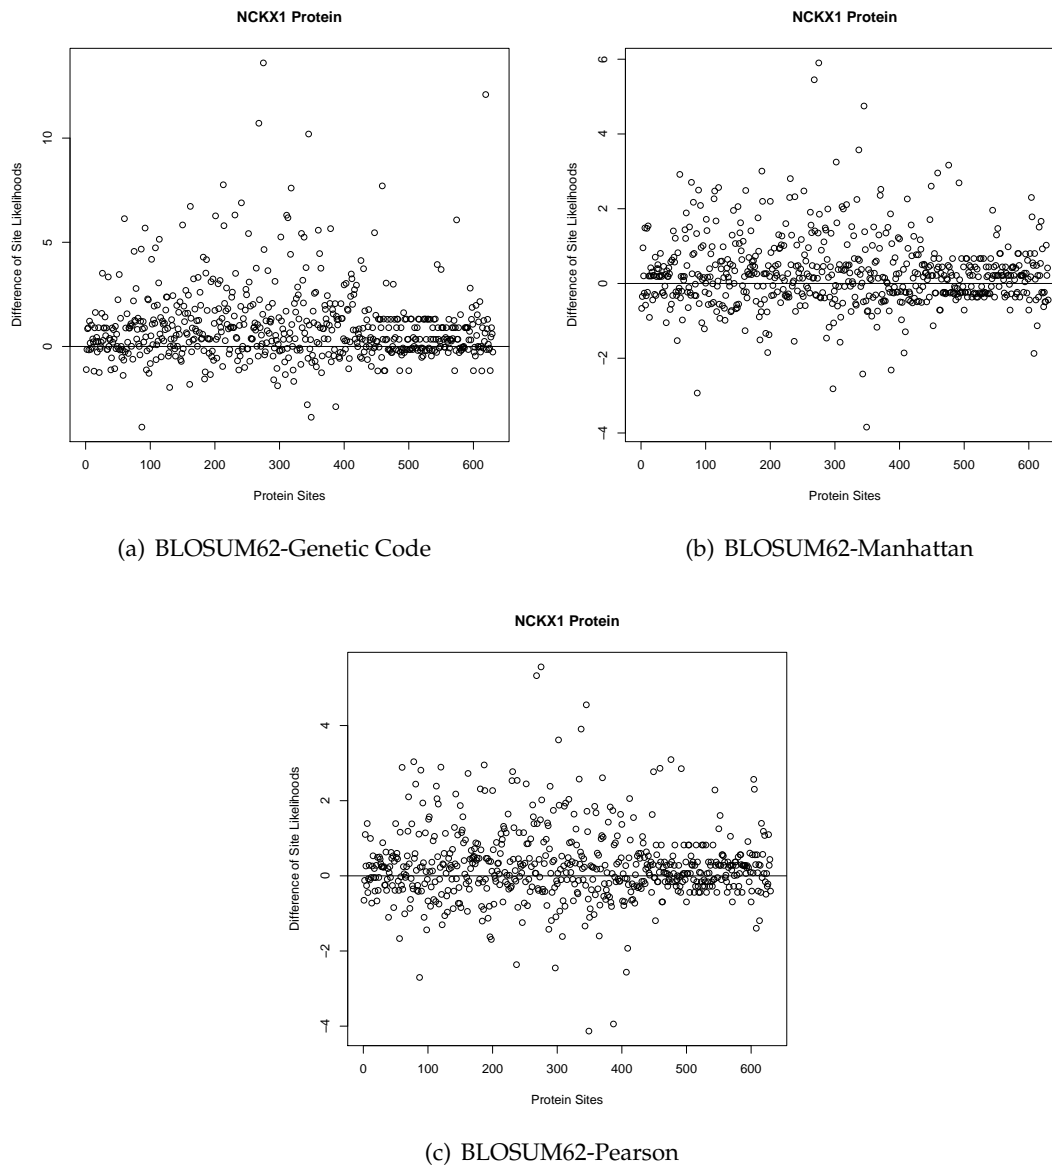 NCKX1 Protein
NCKX1 Protein
Difference of Site Likelihoods
0 5 10
0 100 200 300 400 500 600
Protein Sites
Difference of Site Likelihoods
-4 -2 0 2 4 6
0 100 200 300 400 500 600
Protein Sites
(a) BLOSUM62-Genetic Code
(b) BLOSUM62-Manhattan
NCKX1 Protein
Difference of Site Likelihoods
-4 -2 0 2 4
0 100 200 300 400 500 600
Protein Sites
(c) BLOSUM62-Pearson